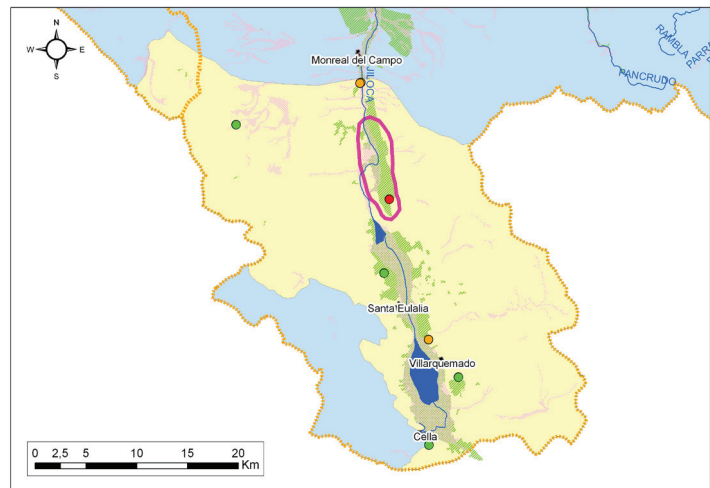 N
W
E
S
Monreal del Campo
JILOCA
PANCRUDO
RAMBLA
Santa Eulalia
Villarquemado
Cella
0 2,5 5 10 15 20
Km